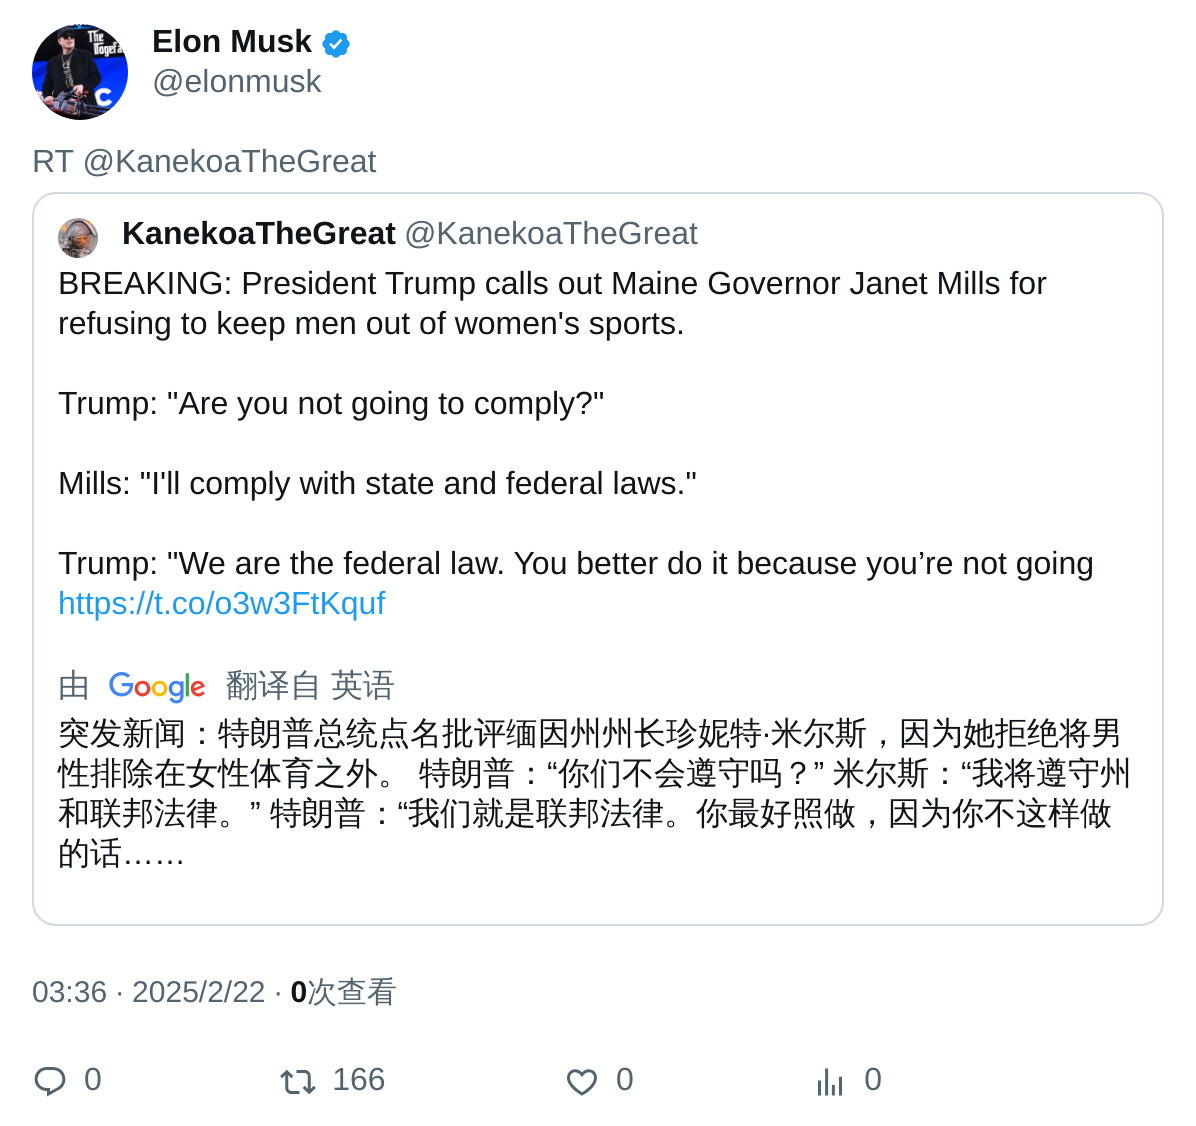 The
Dogefa
C
Elon Musk
@elonmusk
RT @KanekoaTheGreat
KanekoaTheGreat @KanekoaTheGreat
BREAKING: President Trump calls out Maine Governor Janet Mills for
refusing to keep men out of women's sports.
Trump: "Are you not going to comply?"
Mills: "I'll comply with state and federal laws."
Trump: "We are the federal law. You better do it because you’re not going
https://t.co/o3w3FtKquf
由 Google 翻译自 英语
突发新闻：特朗普总统点名批评缅因州州长珍妮特·米尔斯，因为她拒绝将男
性排除在女性体育之外。 特朗普：“你们不会遵守吗？” 米尔斯：“我将遵守州
和联邦法律。” 特朗普：“我们就是联邦法律。你最好照做，因为你不这样做
的话……
03:36 · 2025/2/22 · 0次查看
0 166 0 0